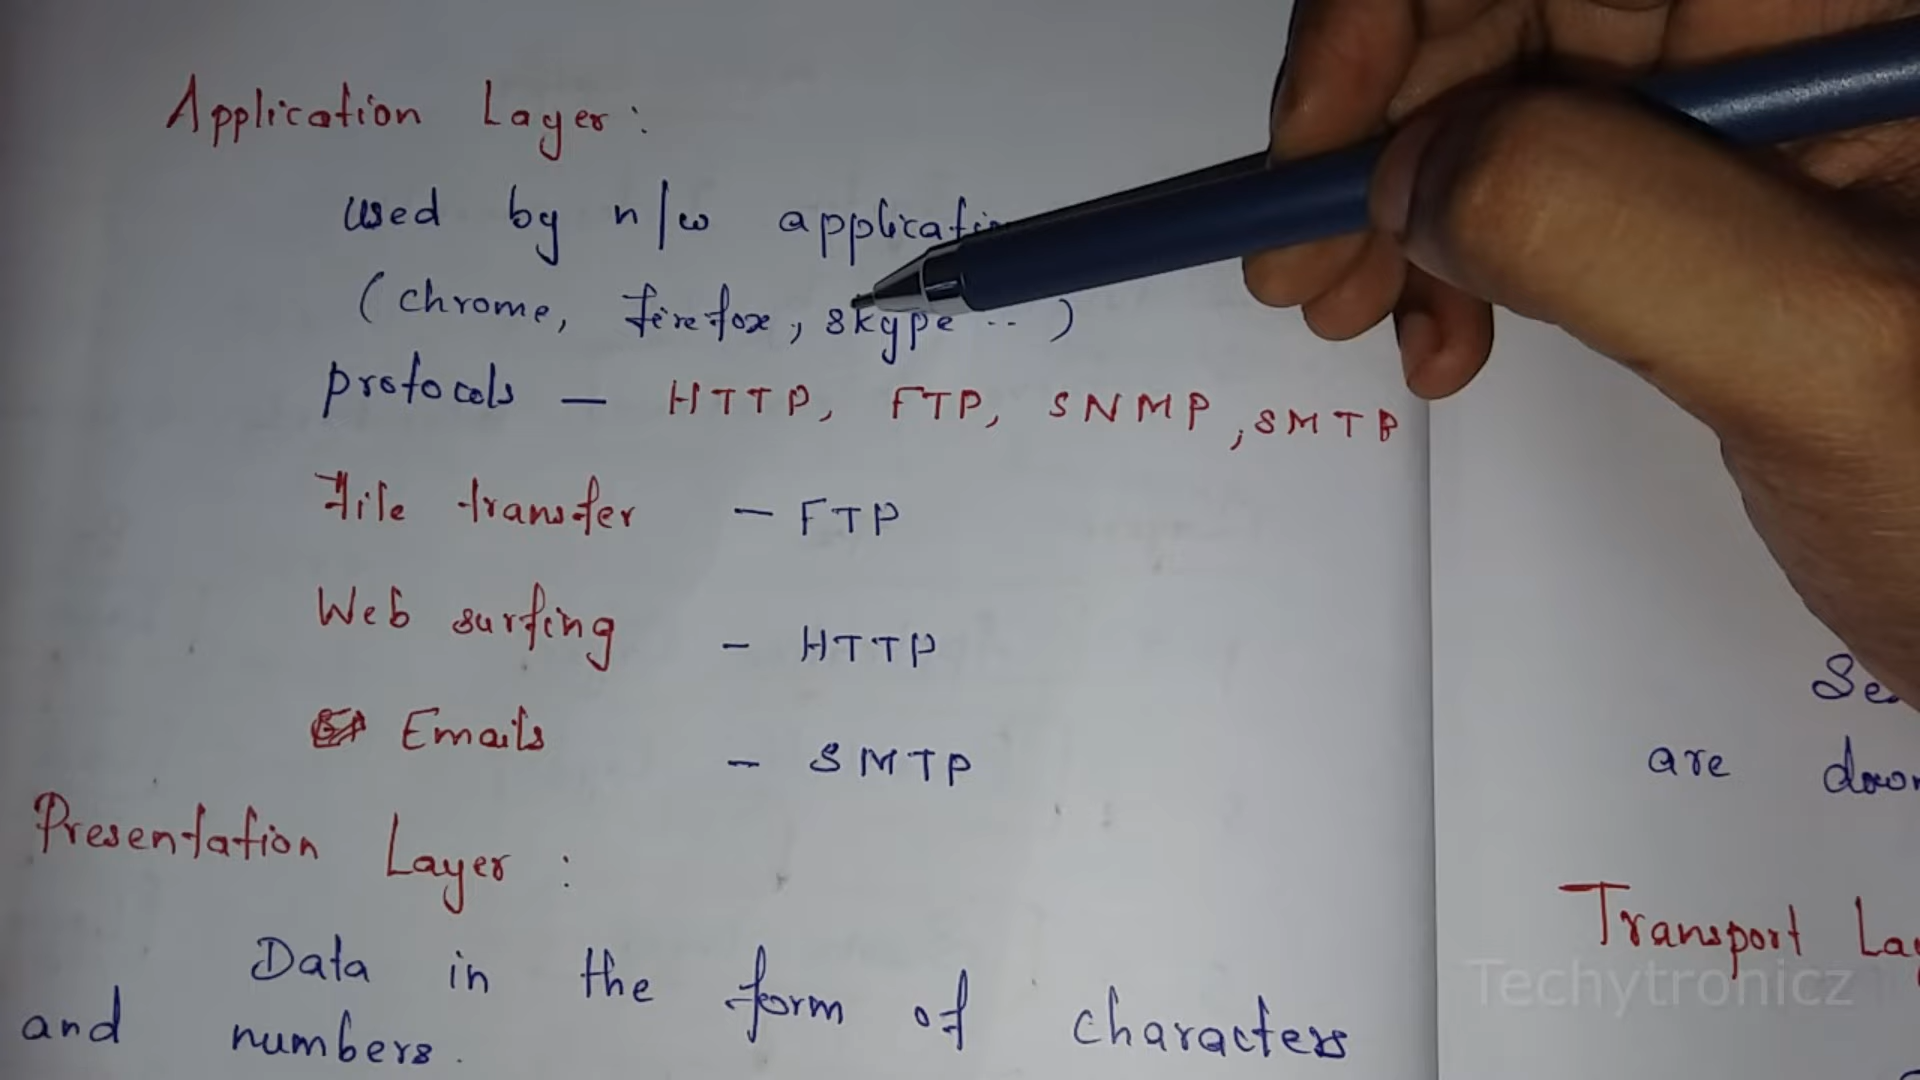 Application Layer:
used by n/w
(chrome, firefox, skype .. )
protocols — HTTP, FTP, SNMP, SMTP
File transfer — FTP
Web surfing - HTTP
Emails - SMTP
Presentation Layer :
Data in the form of characters
and numbers.
are
Transport
Techytronicz